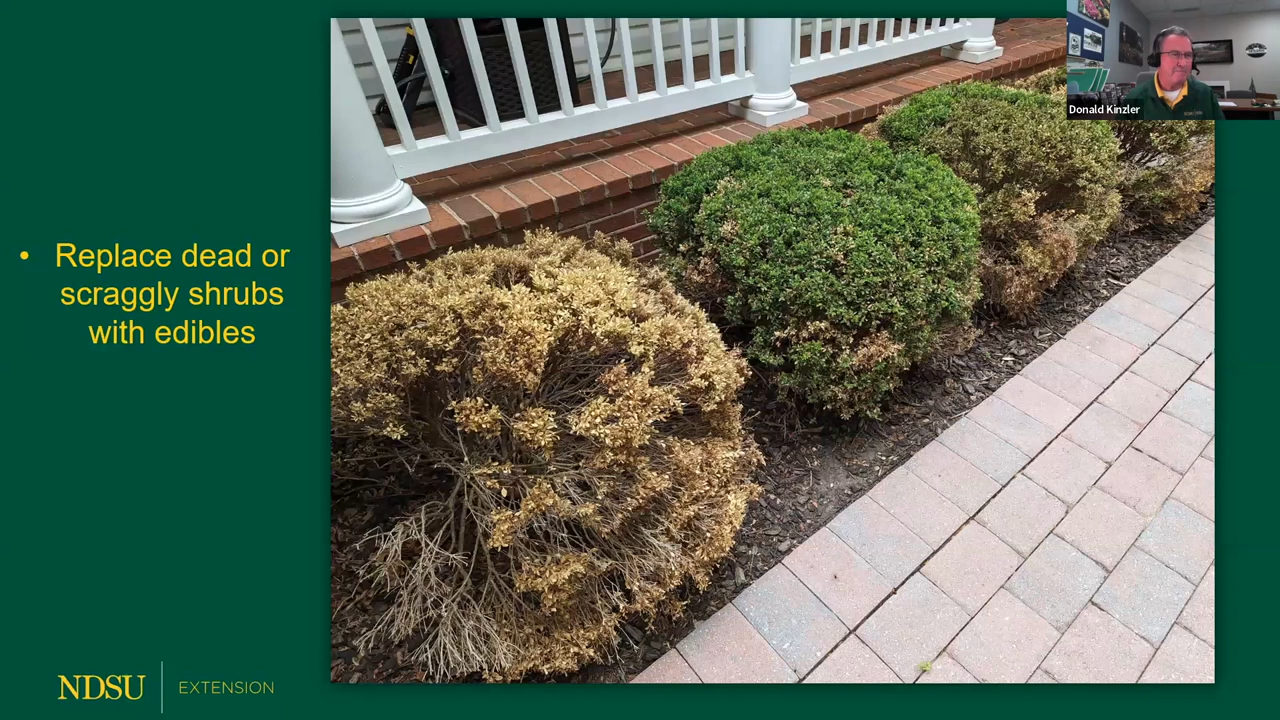 Donald Kinzler
• Replace dead or
scraggly shrubs
with edibles
NDSU
EXTENSION